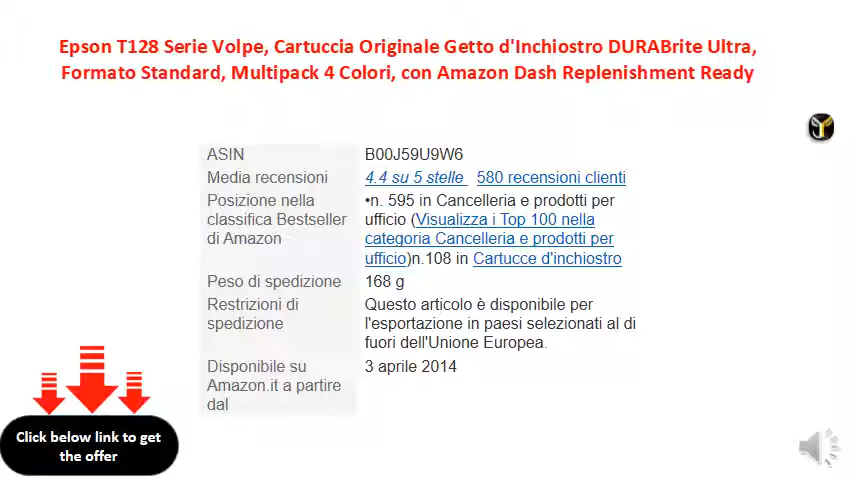 Epson T128 Serie Volpe, Cartuccia Originale Getto d'Inchiostro DURABrite Ultra,
Formato Standard, Multipack 4 Colori, con Amazon Dash Replenishment Ready
ASIN B00J59U9W6
Media recensioni 4.4 su 5 stelle 580 recensioni clienti
Posizione nella •n. 595 in Cancelleria e prodotti per
classifica Bestseller ufficio (Visualizza i Top 100 nella
di Amazon categoria Cancelleria e prodotti per
ufficio)n.108 in Cartucce d'inchiostro
Peso di spedizione 168 g
Restrizioni di Questo articolo è disponibile per
spedizione l'esportazione in paesi selezionati al di
fuori dell'Unione Europea.
Disponibile su 3 aprile 2014
Amazon.it a partire
dal
Click below link to get
the offer